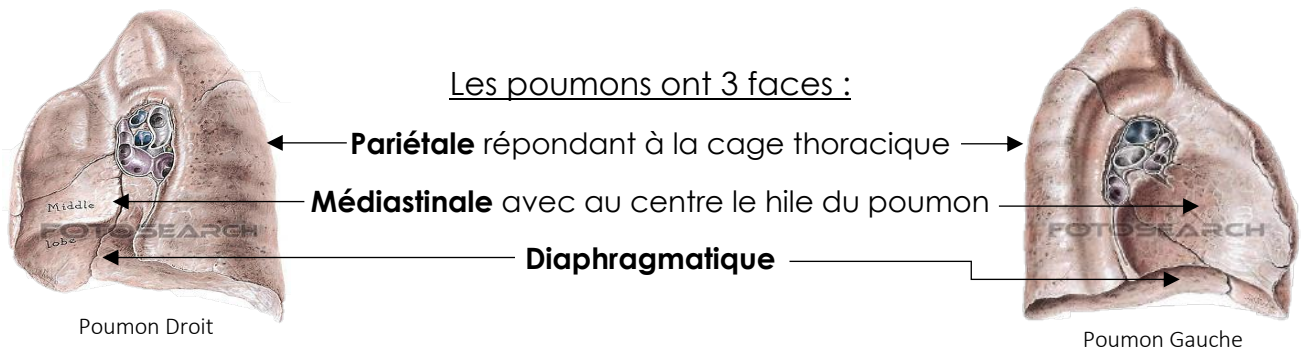 Les poumons ont 3 faces :
Pariétale répondant à la cage thoracique
Médiastinale avec au centre le hile du poumon
Middle
lobe
FOTOSEARCH
FOTOSEARCH
Diaphragmatique
Poumon Droit
Poumon Gauche